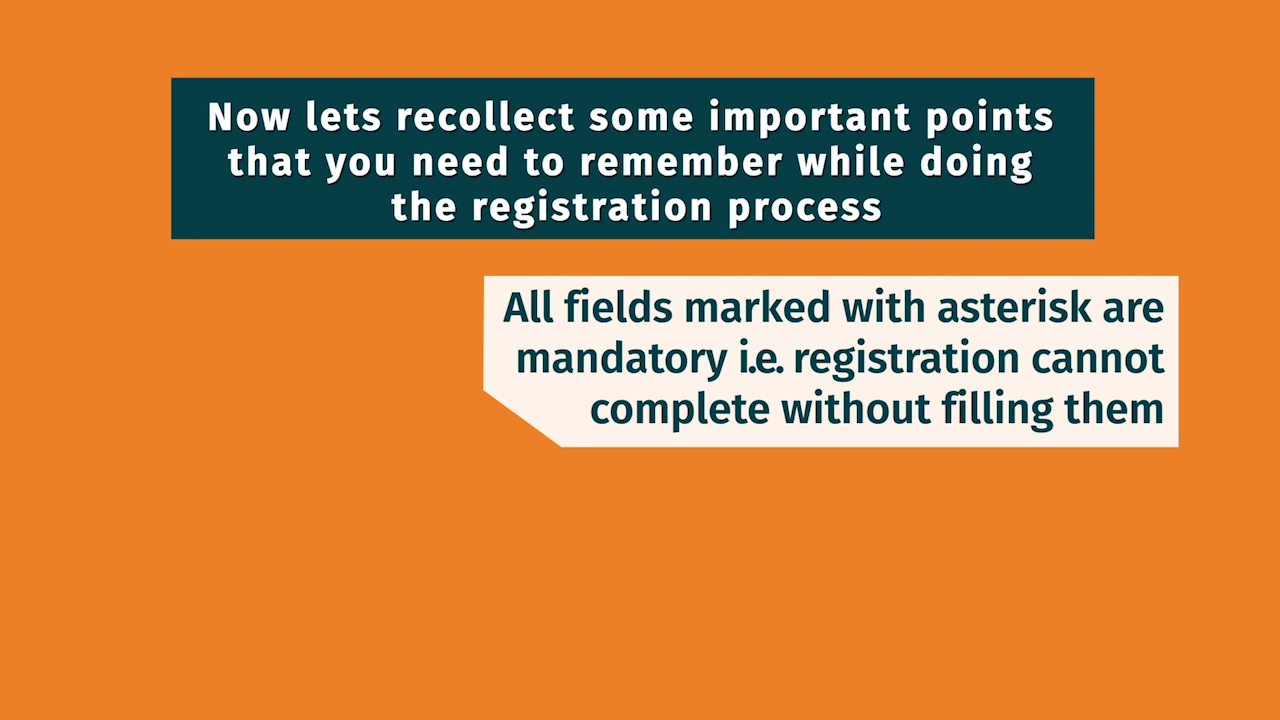 Now lets recollect some important points
that you need to remember while doing
the registration process
All fields marked with asterisk are
mandatory i.e. registration cannot
complete without filling them